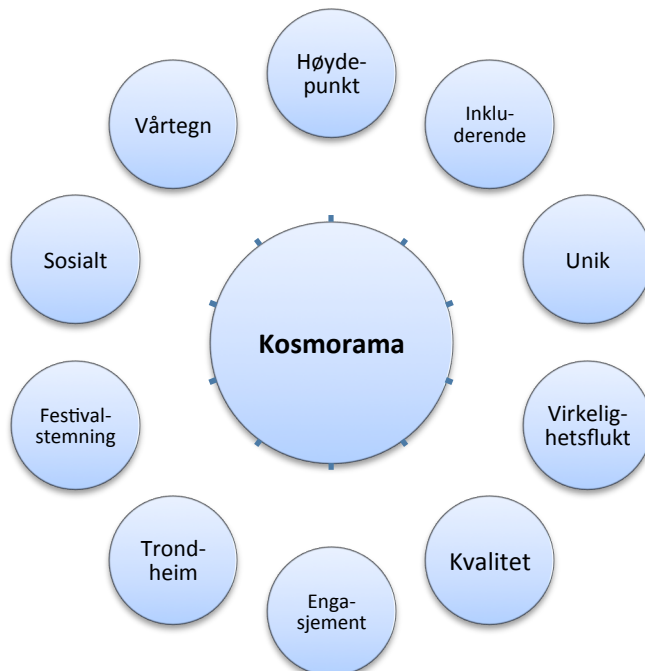 Høyde-
punkt
Inklu-
derende
Unik
Virkelig-
hetsflukt
Kvalitet
Enga-
sjement
Trond-
heim
Festival-
stemning
Sosialt
Vårtegn
Kosmorama